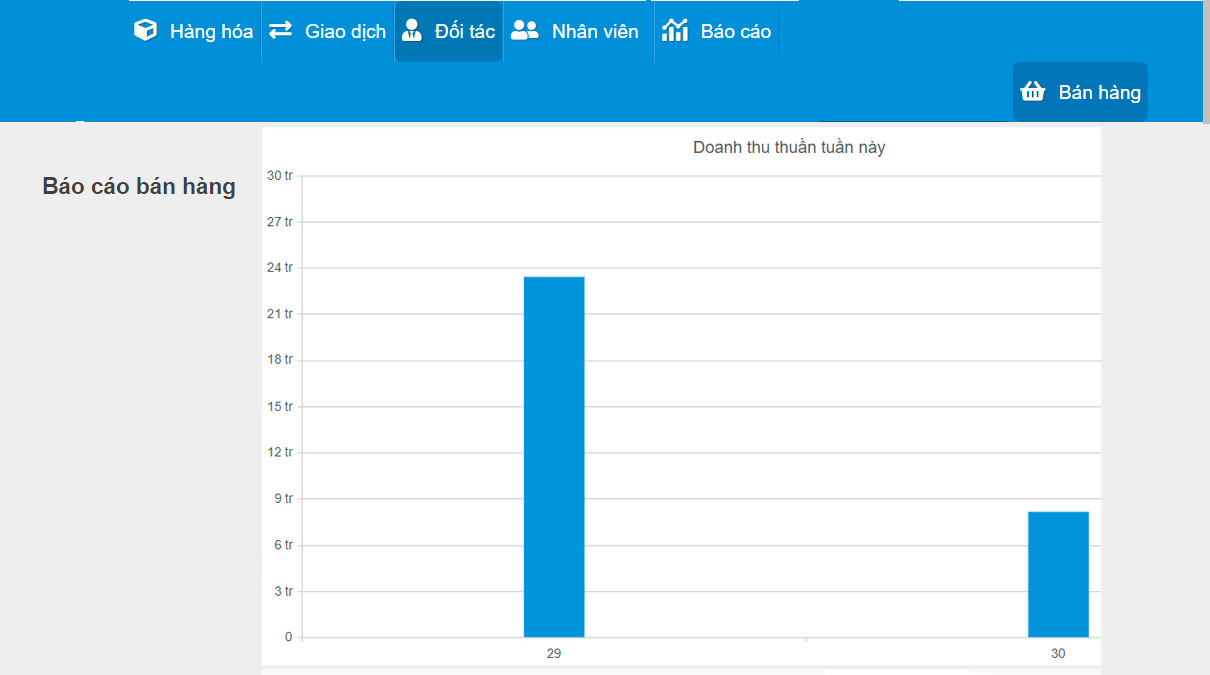 Hàng hóa Giao dịch Đối tác Nhân viên Báo cáo
Bán hàng
Báo cáo bán hàng
Doanh thu thuần tuần này
30 tr
27 tr
24 tr
21 tr
18 tr
15 tr
12 tr
9 tr
6 tr
3 tr
0
29 30